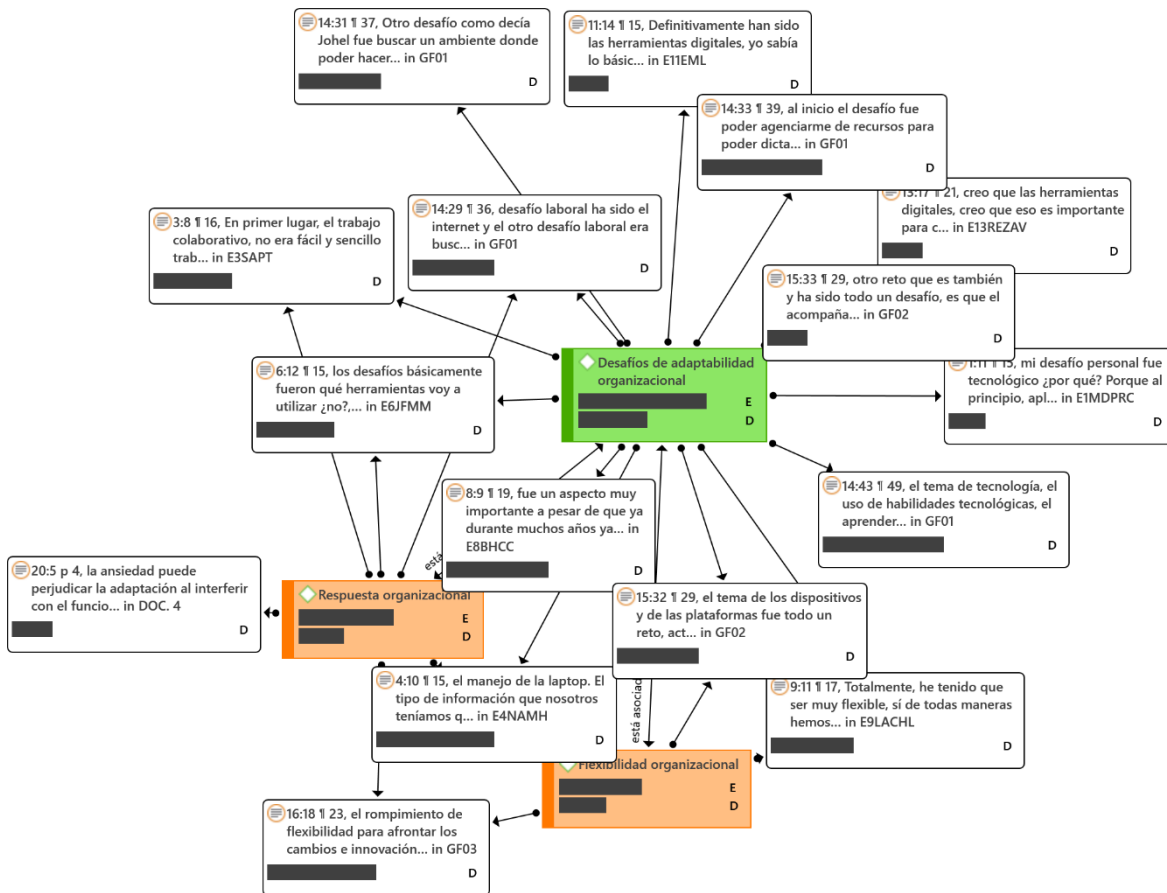 14:31 ¶ 37, Otro desafío como decía
Johel fue buscar un ambiente donde
poder hacer... in GF01
D
11:14 ¶ 15, Definitivamente han sido
las herramientas digitales, yo sabía
lo básic... in E11EML
D
14:33 ¶ 39, al inicio el desafío fue
poder agenciarme de recursos para
poder dicta... in GF01
D
13:17 ¶ 21, creo que las herramientas
digitales, creo que eso es importante
para c... in E13REZAV
D
3:8 ¶ 16, En primer lugar, el trabajo
colaborativo, no era fácil y sencillo
trab... in E3SAPT
D
14:29 ¶ 36, desafío laboral ha sido el
internet y el otro desafío laboral era
busc... in GF01
D
15:33 ¶ 29, otro reto que es también
y ha sido todo un desafío, es que el
acompaña... in GF02
D
6:12 ¶ 15, los desafíos básicamente
fueron qué herramientas voy a
utilizar ¿no?,... in E6JFMM
D
Desafíos de adaptabilidad
organizacional
E
D
1:11 ¶ 15, mi desafío personal fue
tecnológico ¿por qué? Porque al
principio, apl... in E1MDPRC
D
14:43 ¶ 49, el tema de tecnología, el
uso de habilidades tecnológicas, el
aprender... in GF01
D
8:9 ¶ 19, fue un aspecto muy
importante a pesar de que ya
durante muchos años ya... in
E8BHCC
D
está
20:5 p 4, la ansiedad puede
perjudicar la adaptación al interferir
con el funcio... in DOC. 4
D
Respuesta organizacional
E
D
15:32 ¶ 29, el tema de los dispositivos
y de las plataformas fue todo un
reto, act... in GF02
D
4:10 ¶ 15, el manejo de la laptop. El
tipo de información que nosotros
teníamos q... in E4NAMH
D
está asociad
9:11 ¶ 17, Totalmente, he tenido que
ser muy flexible, sí de todas maneras
hemos... in E9LACHL
D
Flexibilidad organizacional
E
D
16:18 ¶ 23, el rompimiento de
flexibilidad para afrontar los
cambios e innovación... in GF03
D